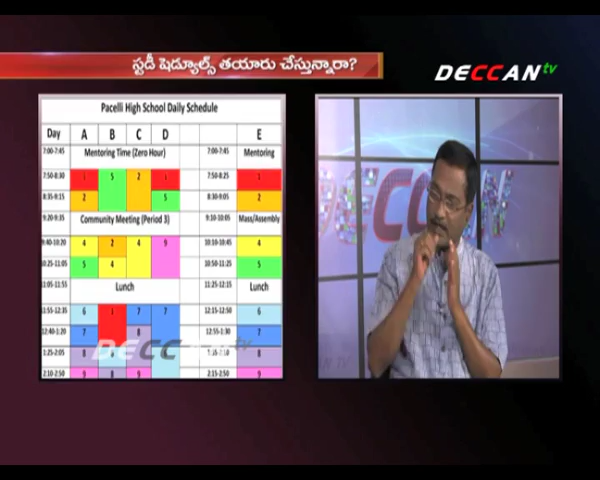 స్టడీ షెడ్యూల్స్ తయారు చేస్తున్నారా?
DECCAN tv
Pacelli High School Daily Schedule
Day A B C D E
7:00-7:45 Mentoring Time (Zero Hour) 7:00-7:45 Mentoring
7:50-8:30 1 5 2 1 7:50-8:25 1
8:35-9:15 2 5 8:30-9:05 2
9:20-9:35 Community Meeting (Period 3) 9:10-10:05 Mass/Assembly
9:40-10:20 4 2 4 9 10:10-10:45 4
10:25-11:05 5 4 10:50-11:25 5
11:05-11:55 Lunch 11:25-12:15 Lunch
11:55-12:35 6 1 7 7 12:15-12:50 6
12:40-1:20 7 8 12:55-1:30 7
1:25-2:05 8 8
DECCAN tv
2:10-2:50 9 8 9 2:15-2:50 9